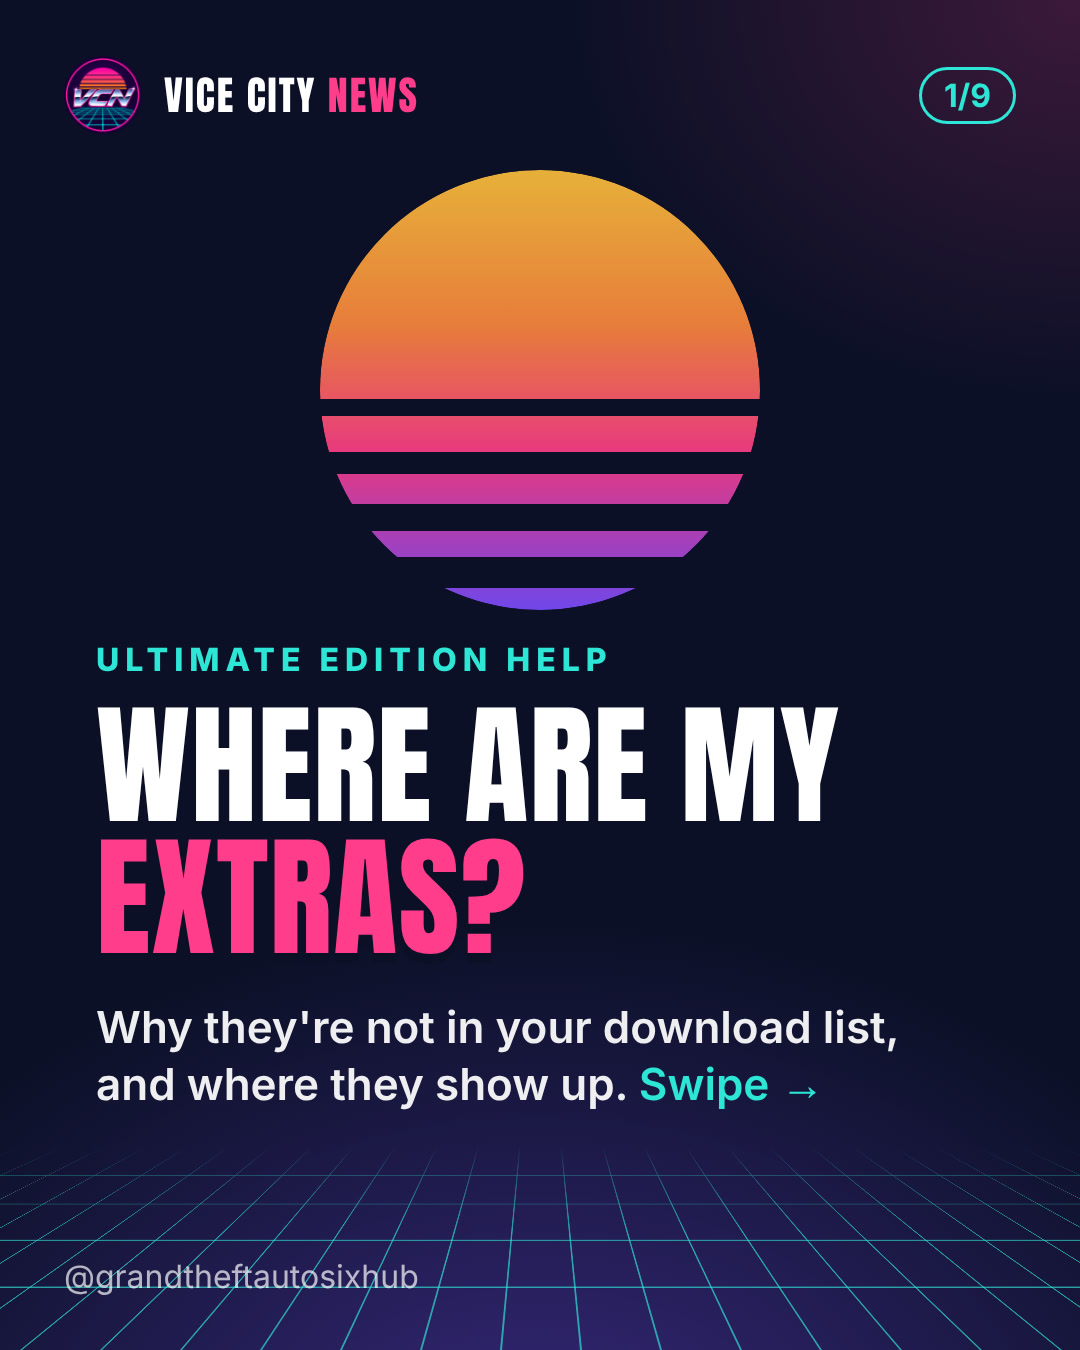 VCN
VICE CITY NEWS
1/9
ULTIMATE EDITION HELP
WHERE ARE MY
EXTRAS?
Why they're not in your download list,
and where they show up. Swipe →
@grandtheftautosixhub